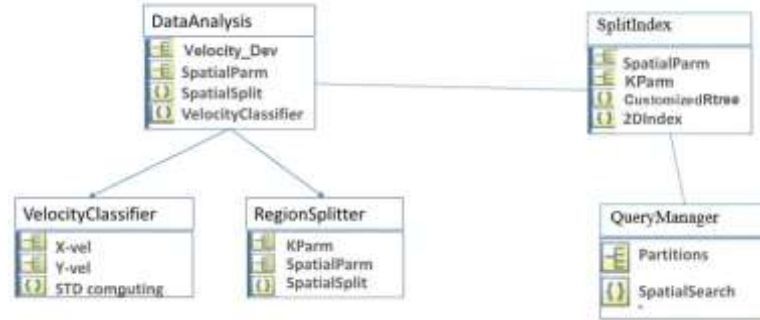 DataAnalysis
Velocity_Dev
SpatialParm
SpatialSplit
VelocityClassifier
SplitIndex
SpatialParm
KParm
CustomizedRtree
2DIndex
VelocityClassifier
X-vel
Y-vel
STD computing
RegionSplitter
KParm
SpatialParm
SpatialSplit
QueryManager
Partitions
SpatialSearch